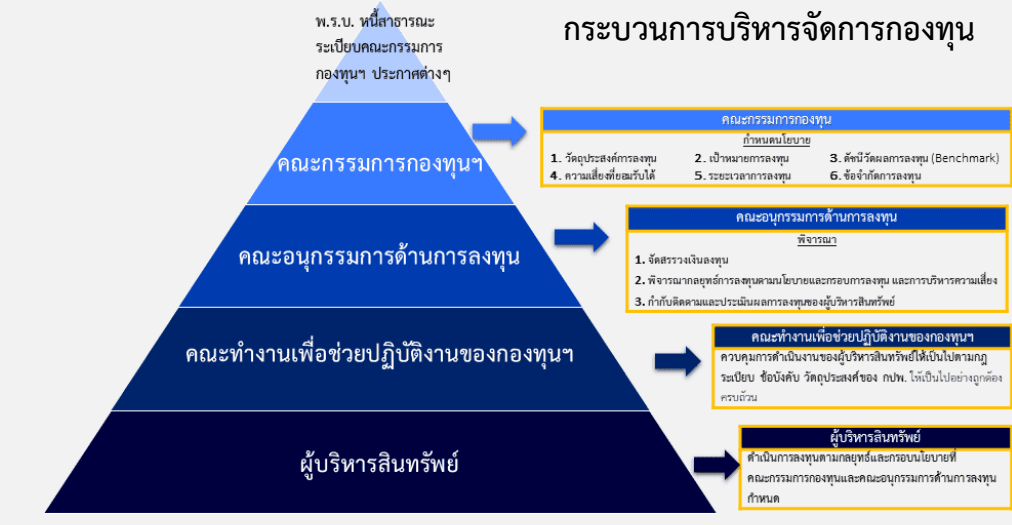 กระบวนการบริหารจัดการกองทุน
พ.ร.บ. หนี้สาธารณะ
ระเบียบคณะกรรมการ
กองทุนฯ ประกาศต่างๆ
คณะกรรมการกองทุนฯ
คณะกรรมการกองทุน
กำหนดนโยบาย
1. วัตถุประสงค์การลงทุน 2. เป้าหมายการลงทุน 3. ดัชนีวัดผลการลงทุน (Benchmark)
4. ความเสี่ยงที่ยอมรับได้ 5. ระยะเวลาการลงทุน 6. ข้อจำกัดการลงทุน
คณะอนุกรรมการด้านการลงทุน
คณะอนุกรรมการด้านการลงทุน
พิจารณา
1. จัดสรรวงเงินลงทุน
2. พิจารณากลยุทธ์การลงทุนตามนโยบายและกรอบการลงทุน และการบริหารความเสี่ยง
3. กำกับติดตามและประเมินผลการลงทุนของผู้บริหารสินทรัพย์
คณะทำงานเพื่อช่วยปฏิบัติงานของกองทุนฯ
คณะทำงานเพื่อช่วยปฏิบัติงานของกองทุนฯ
ควบคุมการดำเนินงานของผู้บริหารสินทรัพย์ให้เป็นไปตามกฎ
ระเบียบ ข้อบังคับ วัตถุประสงค์ของ กปพ. ให้เป็นไปอย่างถูกต้อง
ครบถ้วน
ผู้บริหารสินทรัพย์
ผู้บริหารสินทรัพย์
ดำเนินการลงทุนตามกลยุทธ์และกรอบนโยบายที่
คณะกรรมการกองทุนและคณะอนุกรรมการด้านการลงทุน
กำหนด